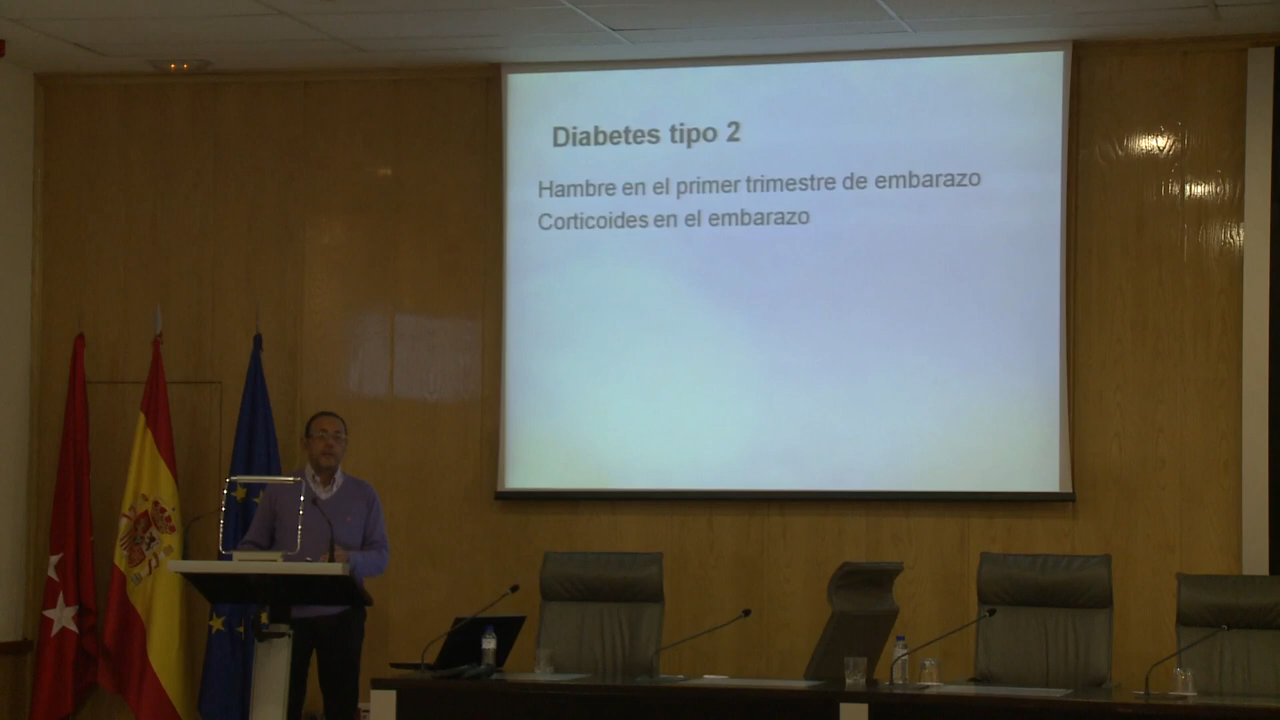 Diabetes tipo 2
Hambre en el primer trimestre de embarazo
Corticoides en el embarazo